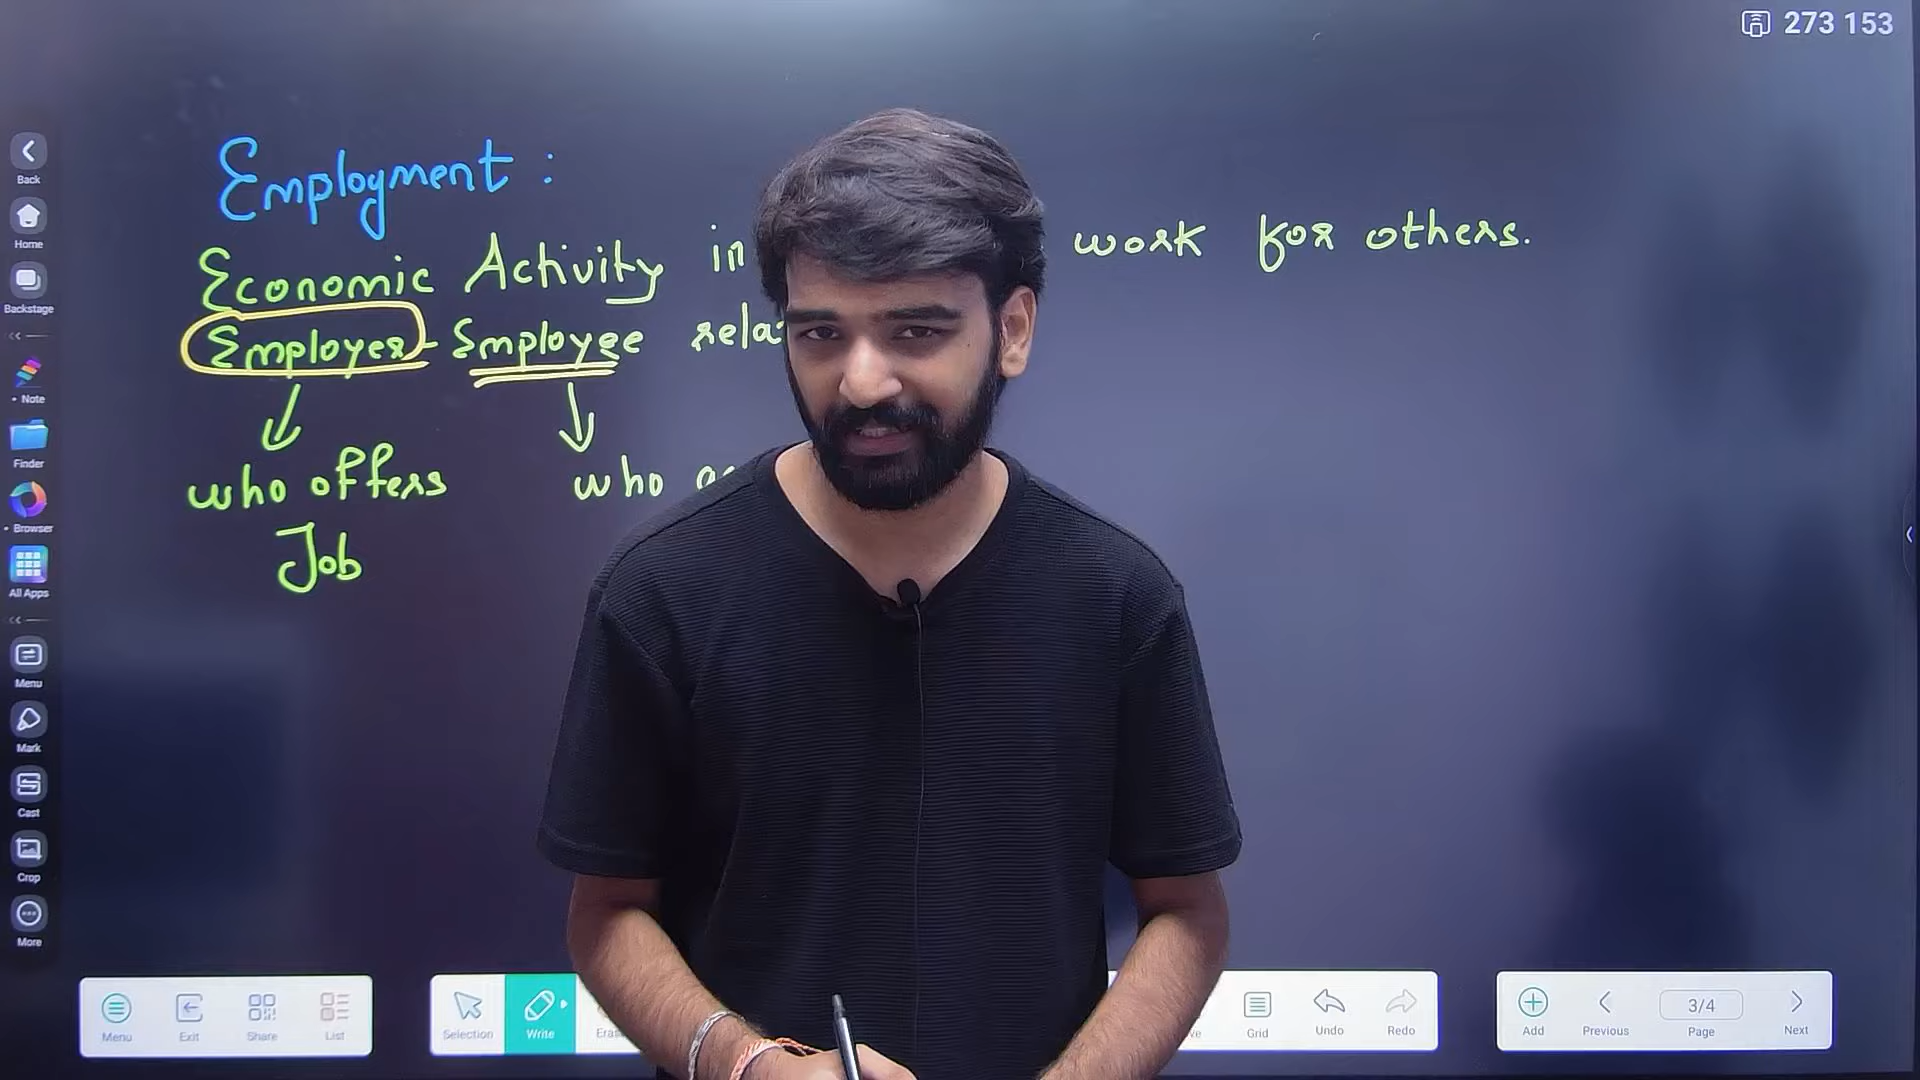 273 153
Back
Home
Backstage
Note
Finder
Browser
All Apps
Menu
Mark
Cast
Crop
More
Employment :
Economic Activity in work for others.
Employer - Employee
who offers who
Job
Menu Exit Share List
Selection Write
Grid Undo Redo
Add Previous 3/4 Page Next